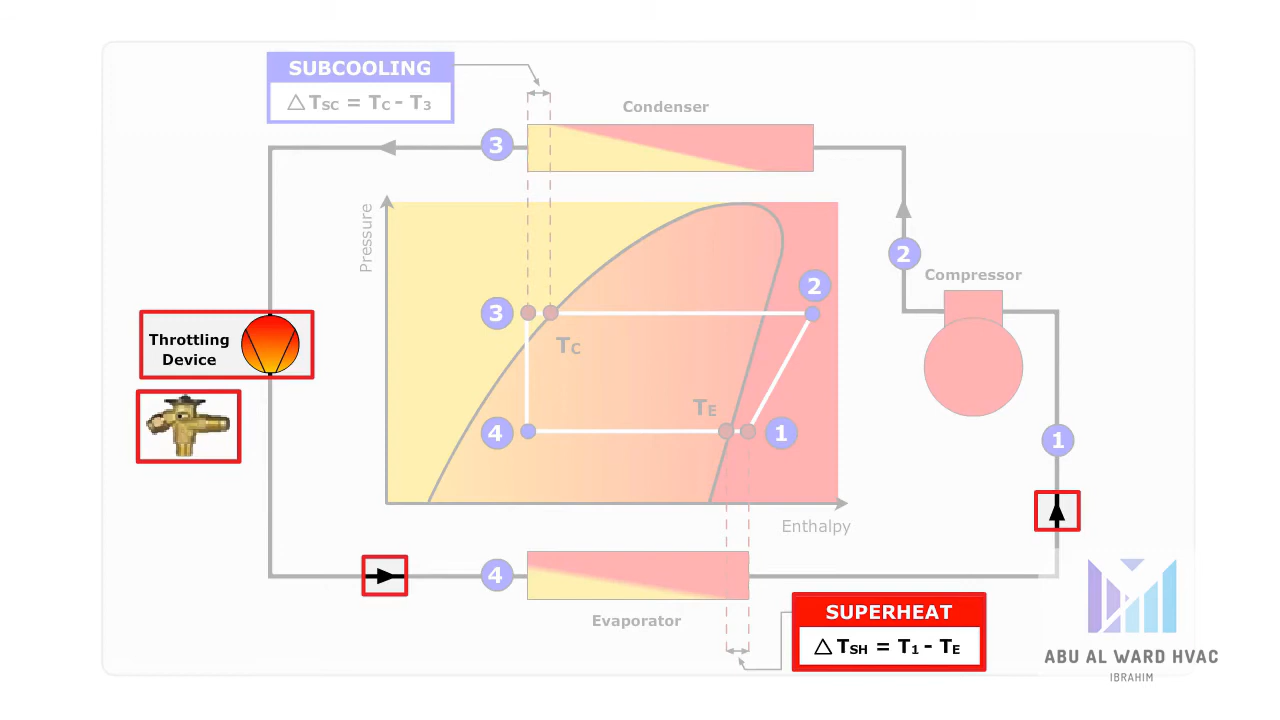 SUBCOOLING
△TSC = TC - T3
Condenser
3
Pressure
2
Compressor
2
3
TC
Throttling
Device
TE
4
1
1
Enthalpy
4
Evaporator
SUPERHEAT
△TSH = T1 - TE
ABU AL WARD HVAC
IBRAHIM